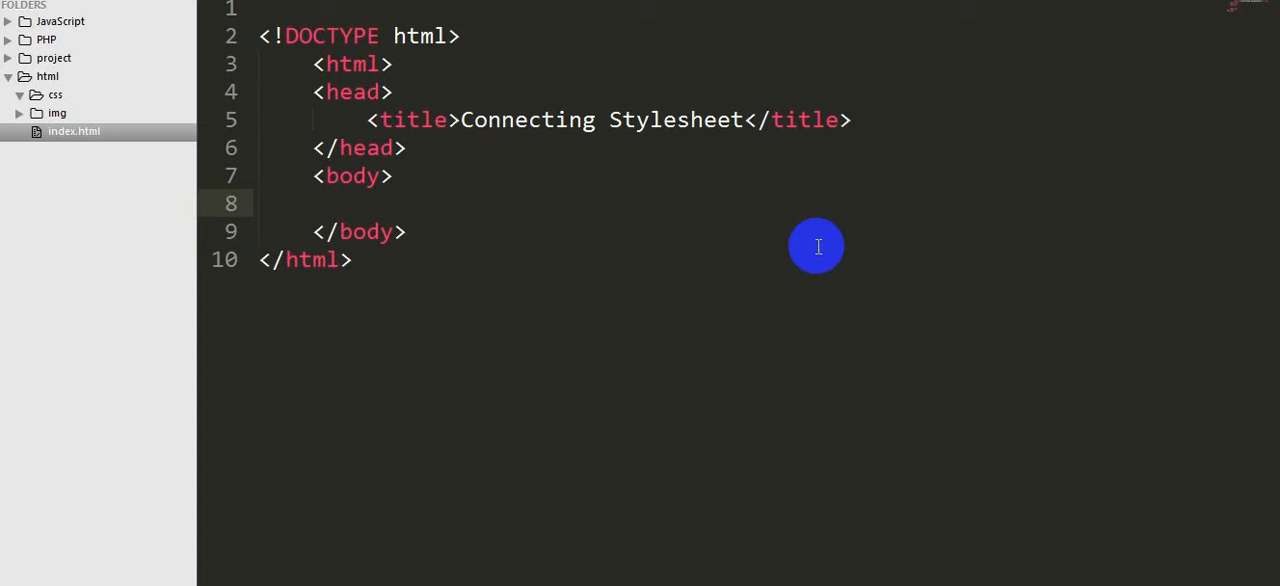 FOLDERS
JavaScript
PHP
project
html
css
img
index.html
1
2 <!DOCTYPE html>
3 <html>
4 <head>
5 <title>Connecting Stylesheet</title>
6 </head>
7 <body>
8
9 </body>
10 </html>